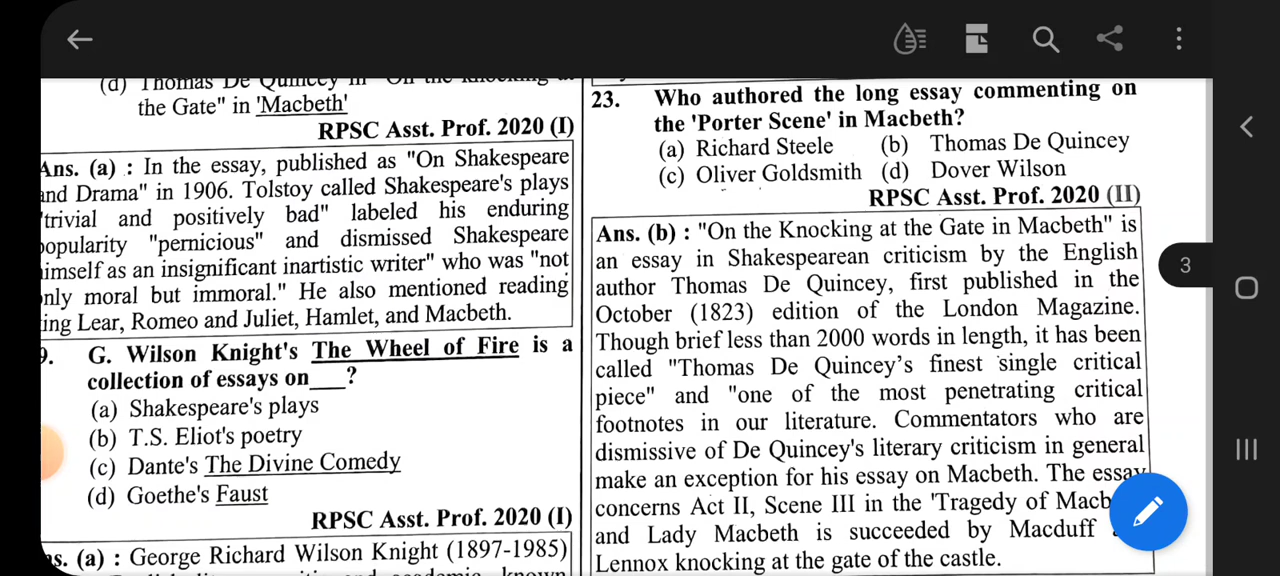 (d) Thomas De Quincey in "On the knocking at
the Gate" in 'Macbeth'
RPSC Asst. Prof. 2020 (I)
Ans. (a) : In the essay, published as "On Shakespeare
and Drama" in 1906. Tolstoy called Shakespeare's plays
"trivial and positively bad" labeled his enduring
popularity "pernicious" and dismissed Shakespeare
himself as an insignificant inartistic writer" who was "not
only moral but immoral." He also mentioned reading
King Lear, Romeo and Juliet, Hamlet, and Macbeth.
9. G. Wilson Knight's The Wheel of Fire is a
collection of essays on___?
(a) Shakespeare's plays
(b) T.S. Eliot's poetry
(c) Dante's The Divine Comedy
(d) Goethe's Faust
RPSC Asst. Prof. 2020 (I)
Ans. (a) : George Richard Wilson Knight (1897-1985)
23. Who authored the long essay commenting on
the 'Porter Scene' in Macbeth?
(a) Richard Steele (b) Thomas De Quincey
(c) Oliver Goldsmith (d) Dover Wilson
RPSC Asst. Prof. 2020 (II)
Ans. (b) : "On the Knocking at the Gate in Macbeth" is
an essay in Shakespearean criticism by the English
author Thomas De Quincey, first published in the
October (1823) edition of the London Magazine.
Though brief less than 2000 words in length, it has been
called "Thomas De Quincey's finest single critical
piece" and "one of the most penetrating critical
footnotes in our literature. Commentators who are
dismissive of De Quincey's literary criticism in general
make an exception for his essay on Macbeth. The essay
concerns Act II, Scene III in the 'Tragedy of Macb
and Lady Macbeth is succeeded by Macduff
Lennox knocking at the gate of the castle.
3